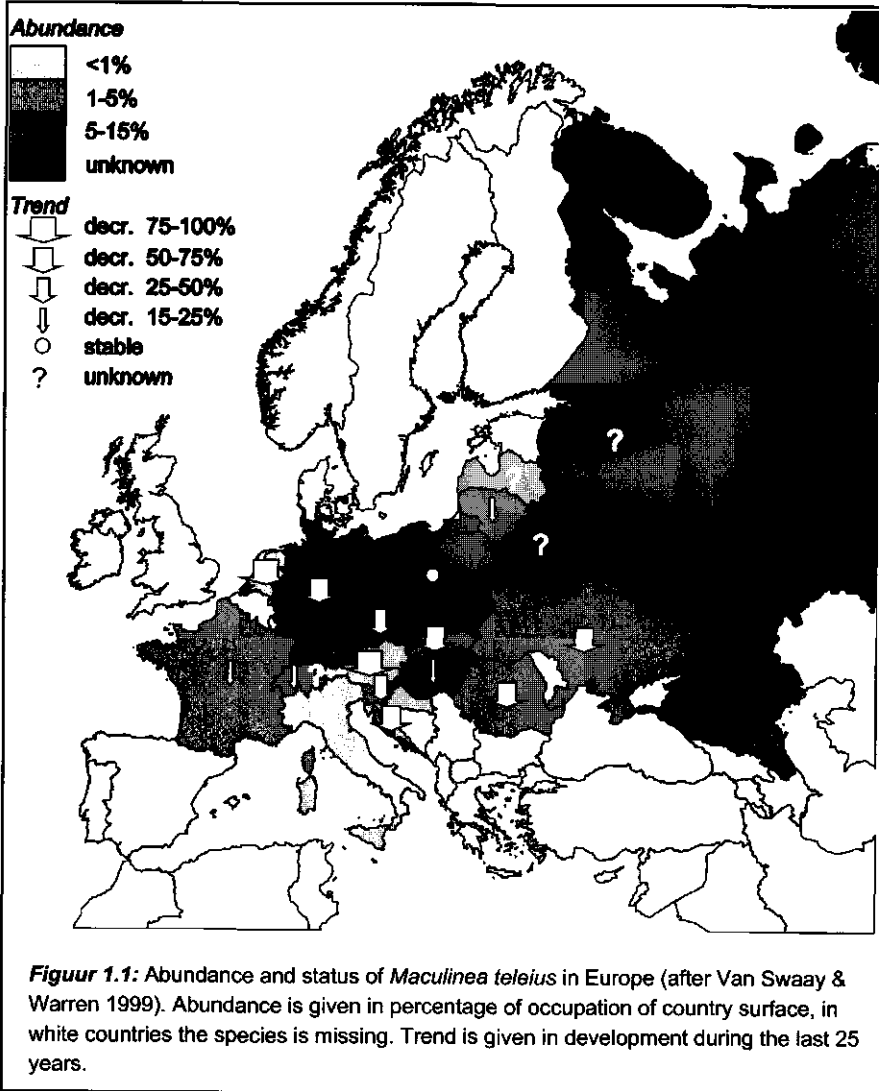 Abundance
<1%
1-5%
5-15%
unknown
Trend
decr. 75-100%
decr. 50-75%
decr. 25-50%
decr. 15-25%
stable
? unknown
?
?
?
Figuur 1.1: Abundance and status of Maculinea teleius in Europe (after Van Swaay &
Warren 1999). Abundance is given in percentage of occupation of country surface, in
white countries the species is missing. Trend is given in development during the last 25
years.